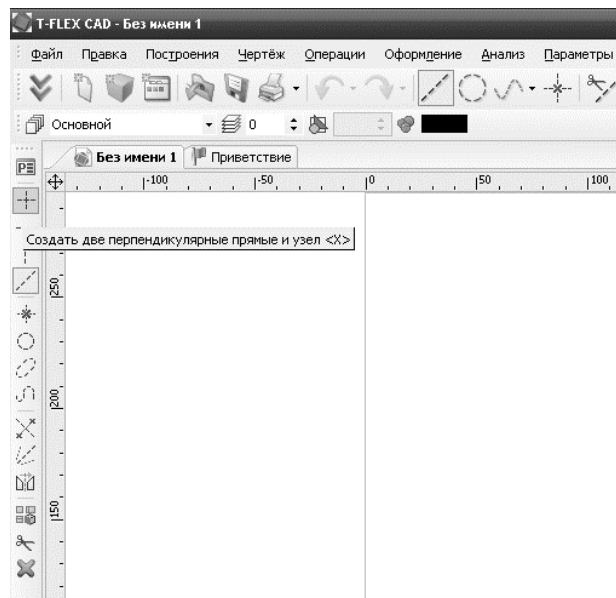 T-FLEX CAD - Без имени 1
Файл Правка Построения Чертёж Операции Оформление Анализ Параметры
Основной 0
Без имени 1 Приветствие
-100 -50 0 50 100
Создать две перпендикулярные прямые и узел <X>
250
200
150